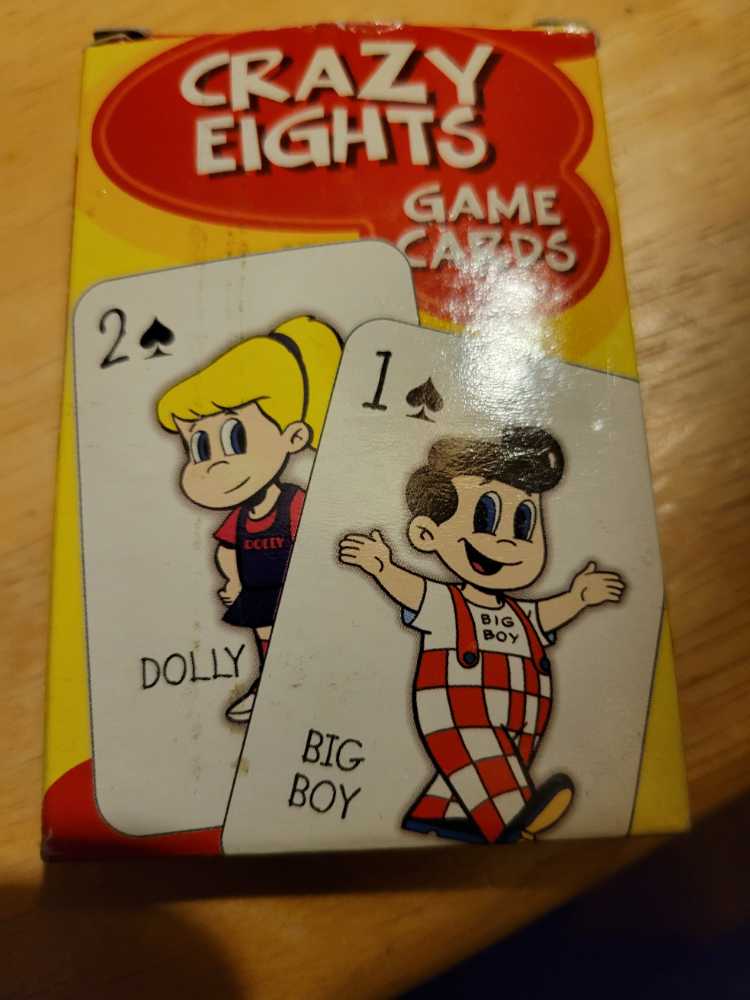 CRAZY
EIGHTS
GAME
CARDS
2
1
DOLLY
BIG
BOY
DOLLY
BIG
BOY